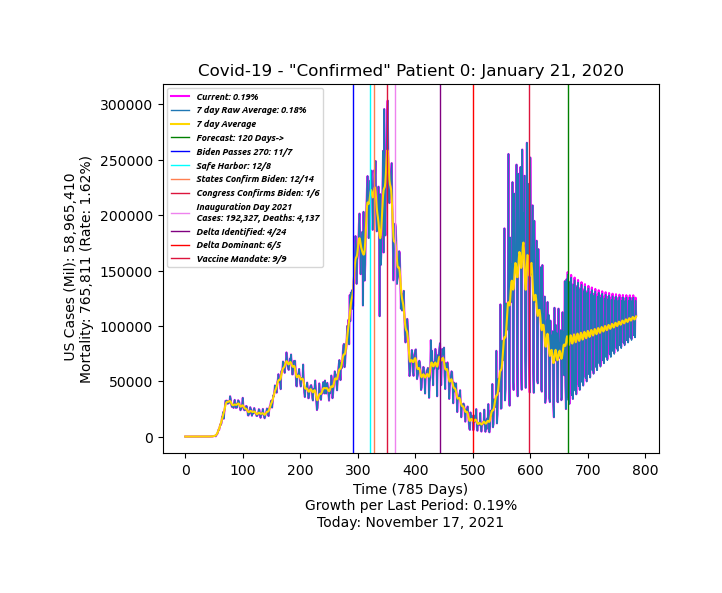 Covid-19 - "Confirmed" Patient 0: January 21, 2020
300000
250000
200000
150000
100000
50000
0
US Cases (Mil): 58,965,410
Mortality: 765,811 (Rate: 1.62%)
Current: 0.19%
7 day Raw Average: 0.18%
7 day Average
Forecast: 120 Days->
Biden Passes 270: 11/7
Safe Harbor: 12/8
States Confirm Biden: 12/14
Congress Confirms Biden: 1/6
Inauguration Day 2021
Cases: 192,327, Deaths: 4,137
Delta Identified: 4/24
Delta Dominant: 6/5
Vaccine Mandate: 9/9
0 100 200 300 400 500 600 700 800
Time (785 Days)
Growth per Last Period: 0.19%
Today: November 17, 2021